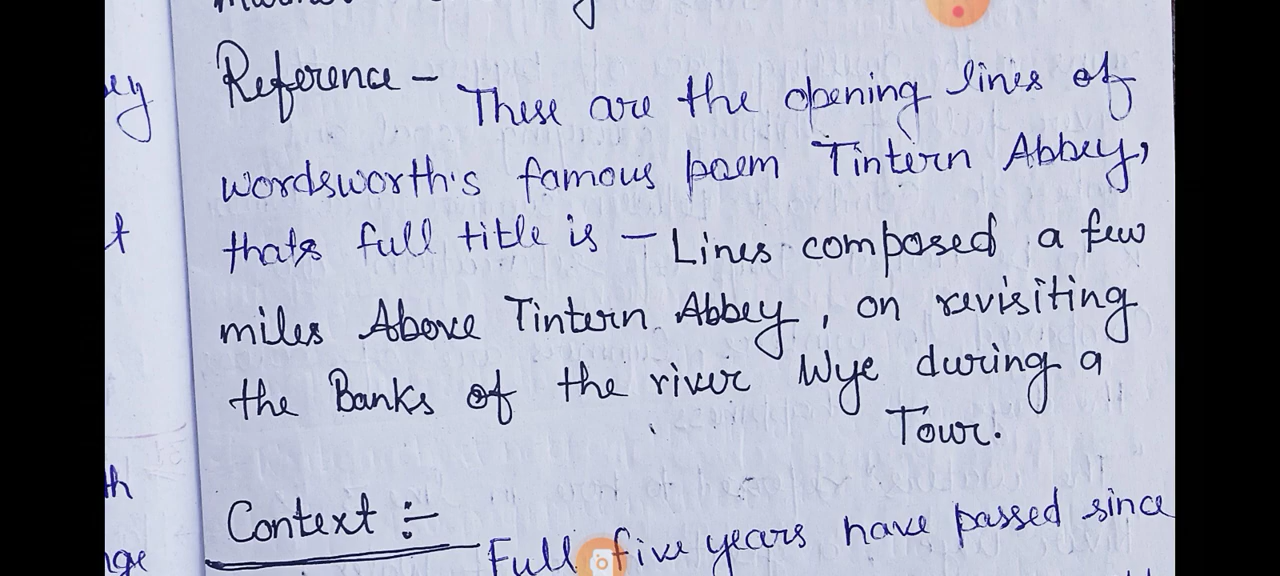 Reference - These are the opening lines of
wordsworth's famous poem Tintern Abbey,
thats full title is - Lines composed a few
miles Above Tintern Abbey, on revisiting
the Banks of the river Wye during a
Tour.
Context :-
Full five years have passed since